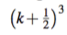 (k + 1/2)^3